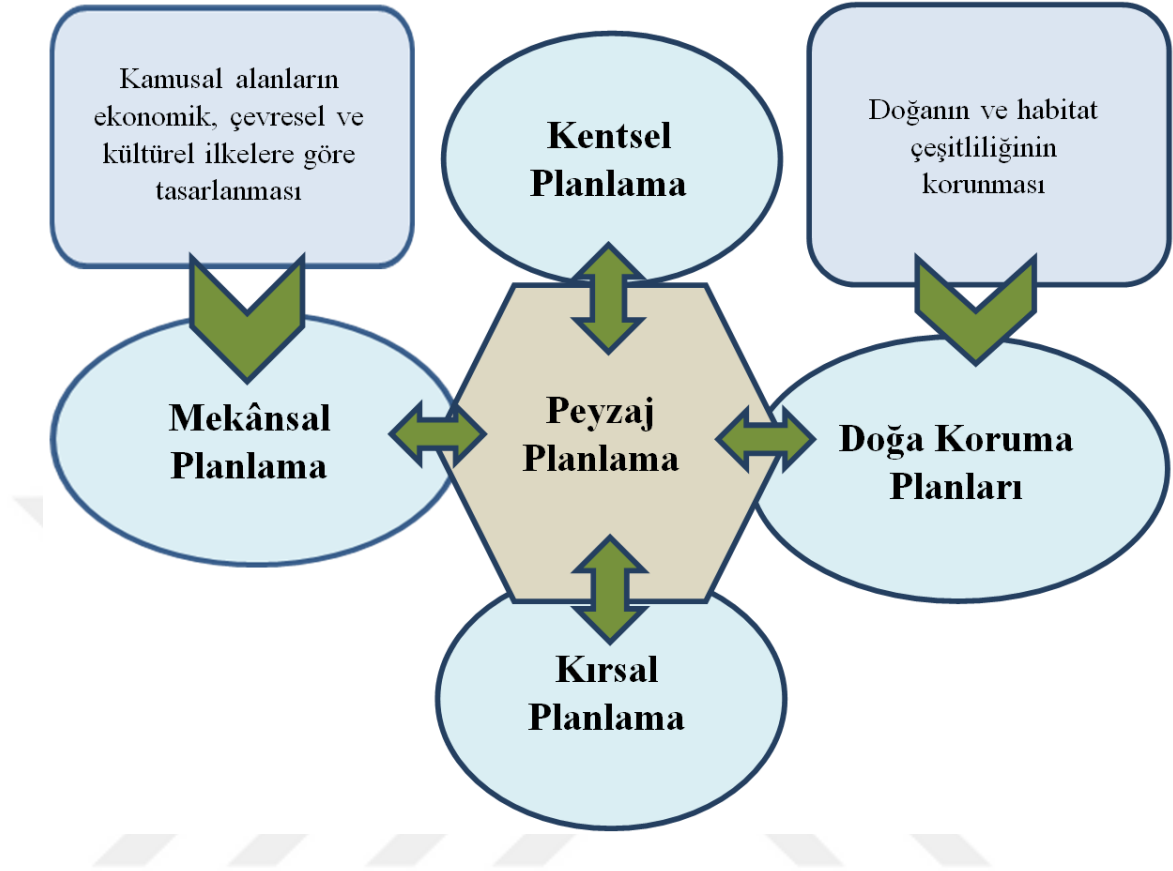 Kamusal alanların
ekonomik, çevresel ve
kültürel ilkelere göre
tasarlanması
Kentsel
Planlama
Doğanın ve habitat
çeşitliliğinin
korunması
Mekânsal
Planlama
Peyzaj
Planlama
Doğa Koruma
Planları
Kırsal
Planlama